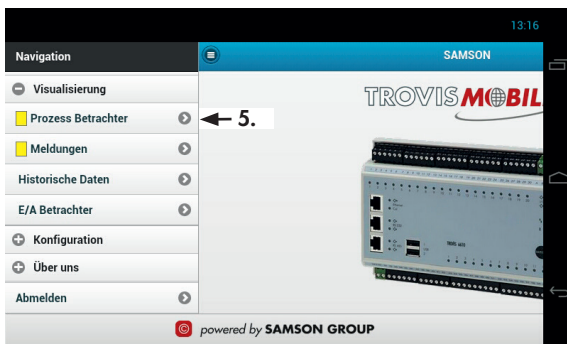 13:16
Navigation
SAMSON
Visualisierung
TROVIS MOBIL
Prozess Betrachter
5.
Meldungen
Historische Daten
E/A Betrachter
Konfiguration
Über uns
Abmelden
© powered by SAMSON GROUP